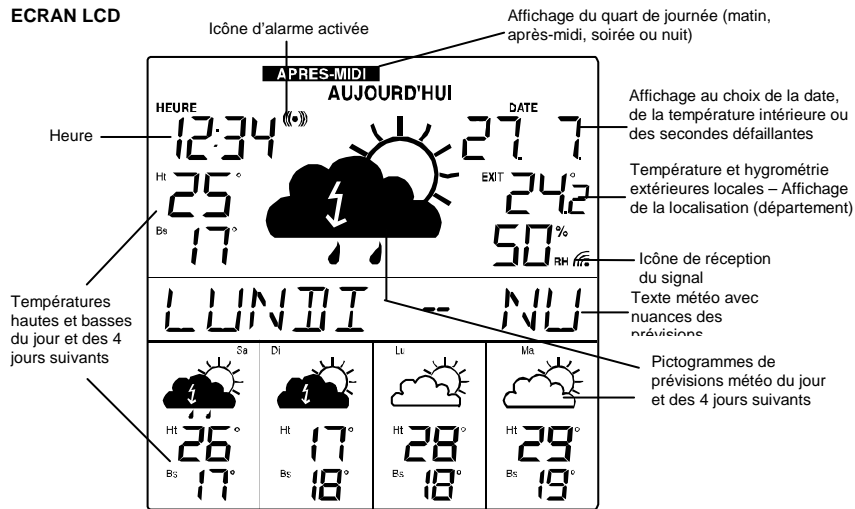 ECRAN LCD
Icône d'alarme activée
Affichage du quart de journée (matin,
après-midi, soirée ou nuit)
APRES-MIDI
AUJOURD'HUI
HEURE
DATE
Heure
12:34
27. 7.
Affichage au choix de la date,
de la température intérieure ou
des secondes défaillantes
Ht 25°
EXIT 24.2°
Température et hygrométrie
extérieures locales – Affichage
de la localisation (département)
Bs 17°
50% RH
Icône de réception
du signal
LUNDI -- NU
Texte météo avec
nuances des
prévisions
Températures
hautes et basses
du jour et des 4
jours suivants
Pictogrammes de
prévisions météo du jour
et des 4 jours suivants
Sa Di Lu Ma
Ht 26° Ht 17° Ht 28° Ht 29°
Bs 17° Bs 18° Bs 18° Bs 19°